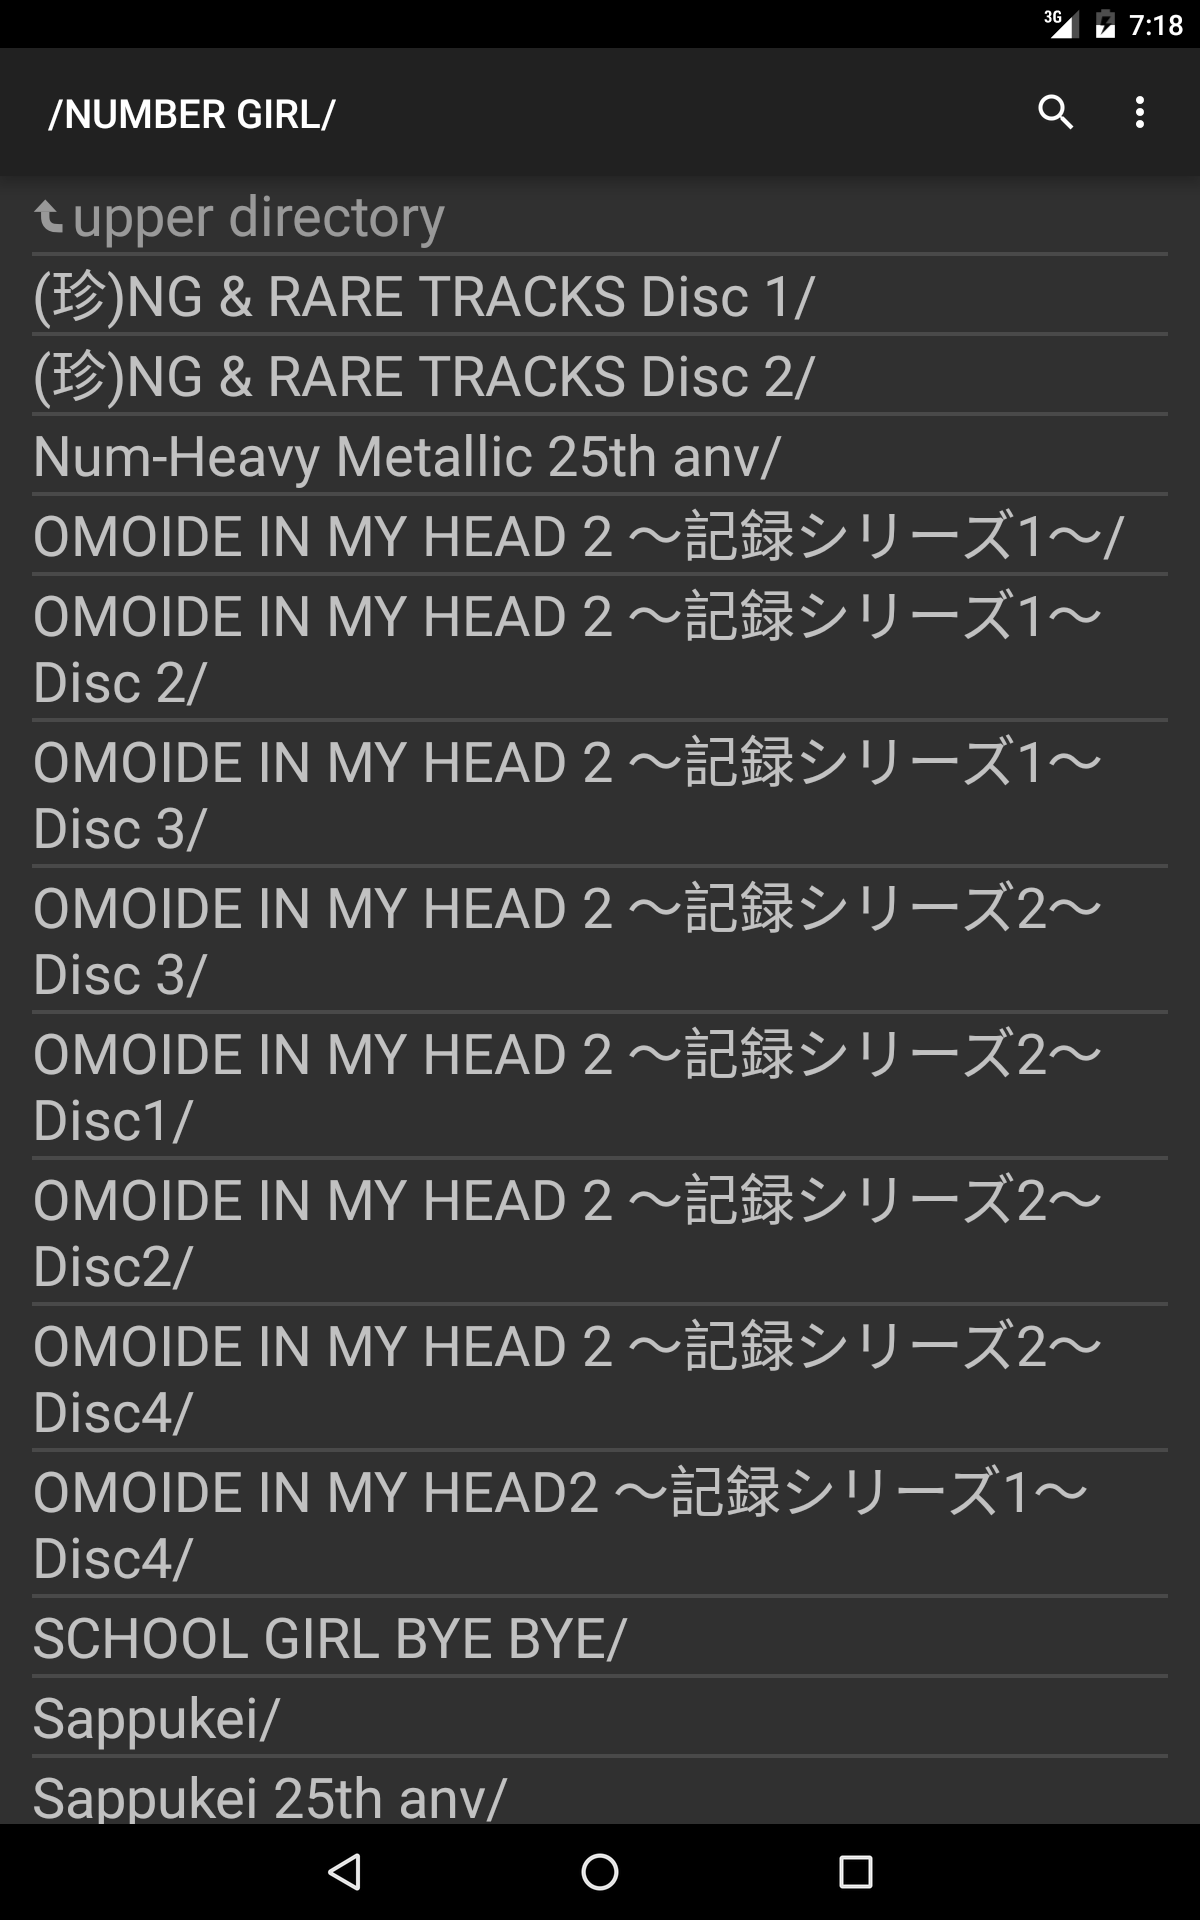 3G 7:18
/NUMBER GIRL/
upper directory
(珍)NG & RARE TRACKS Disc 1/
(珍)NG & RARE TRACKS Disc 2/
Num-Heavy Metallic 25th anv/
OMOIDE IN MY HEAD 2 〜記録シリーズ1〜/
OMOIDE IN MY HEAD 2 〜記録シリーズ1〜
Disc 2/
OMOIDE IN MY HEAD 2 〜記録シリーズ1〜
Disc 3/
OMOIDE IN MY HEAD 2 〜記録シリーズ2〜
Disc 3/
OMOIDE IN MY HEAD 2 〜記録シリーズ2〜
Disc1/
OMOIDE IN MY HEAD 2 〜記録シリーズ2〜
Disc2/
OMOIDE IN MY HEAD 2 〜記録シリーズ2〜
Disc4/
OMOIDE IN MY HEAD2 〜記録シリーズ1〜
Disc4/
SCHOOL GIRL BYE BYE/
Sappukei/
Sappukei 25th anv/